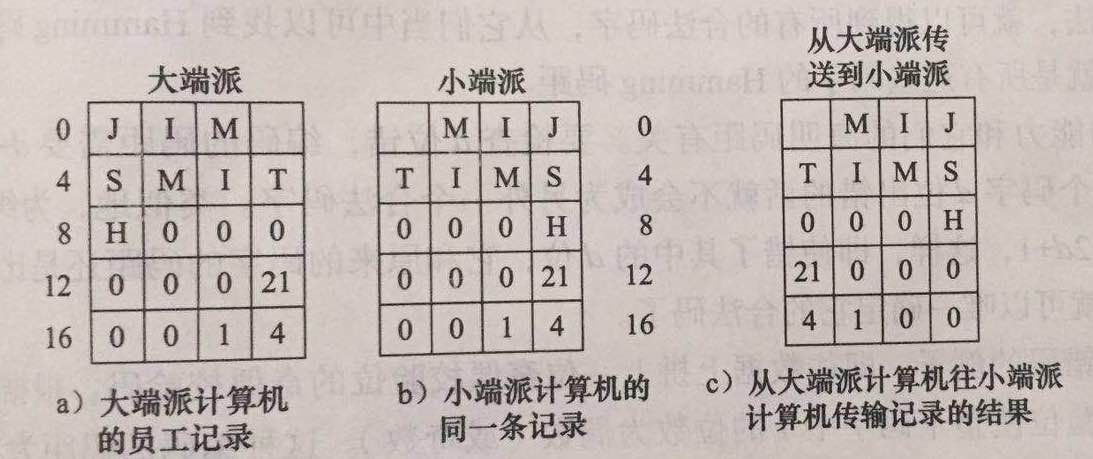 大端派
0 J I M
4 S M I T
8 H 0 0 0
12 0 0 0 21
16 0 0 1 4
a）大端派计算机
的员工记录
小端派
M I J 0
T I M S 4
0 0 0 H 8
0 0 0 21 12
0 0 1 4 16
b）小端派计算机的
同一条记录
从大端派传
送到小端派
M I J
T I M S
0 0 0 H
21 0 0 0
4 1 0 0
c）从大端派计算机往小端派
计算机传输记录的结果